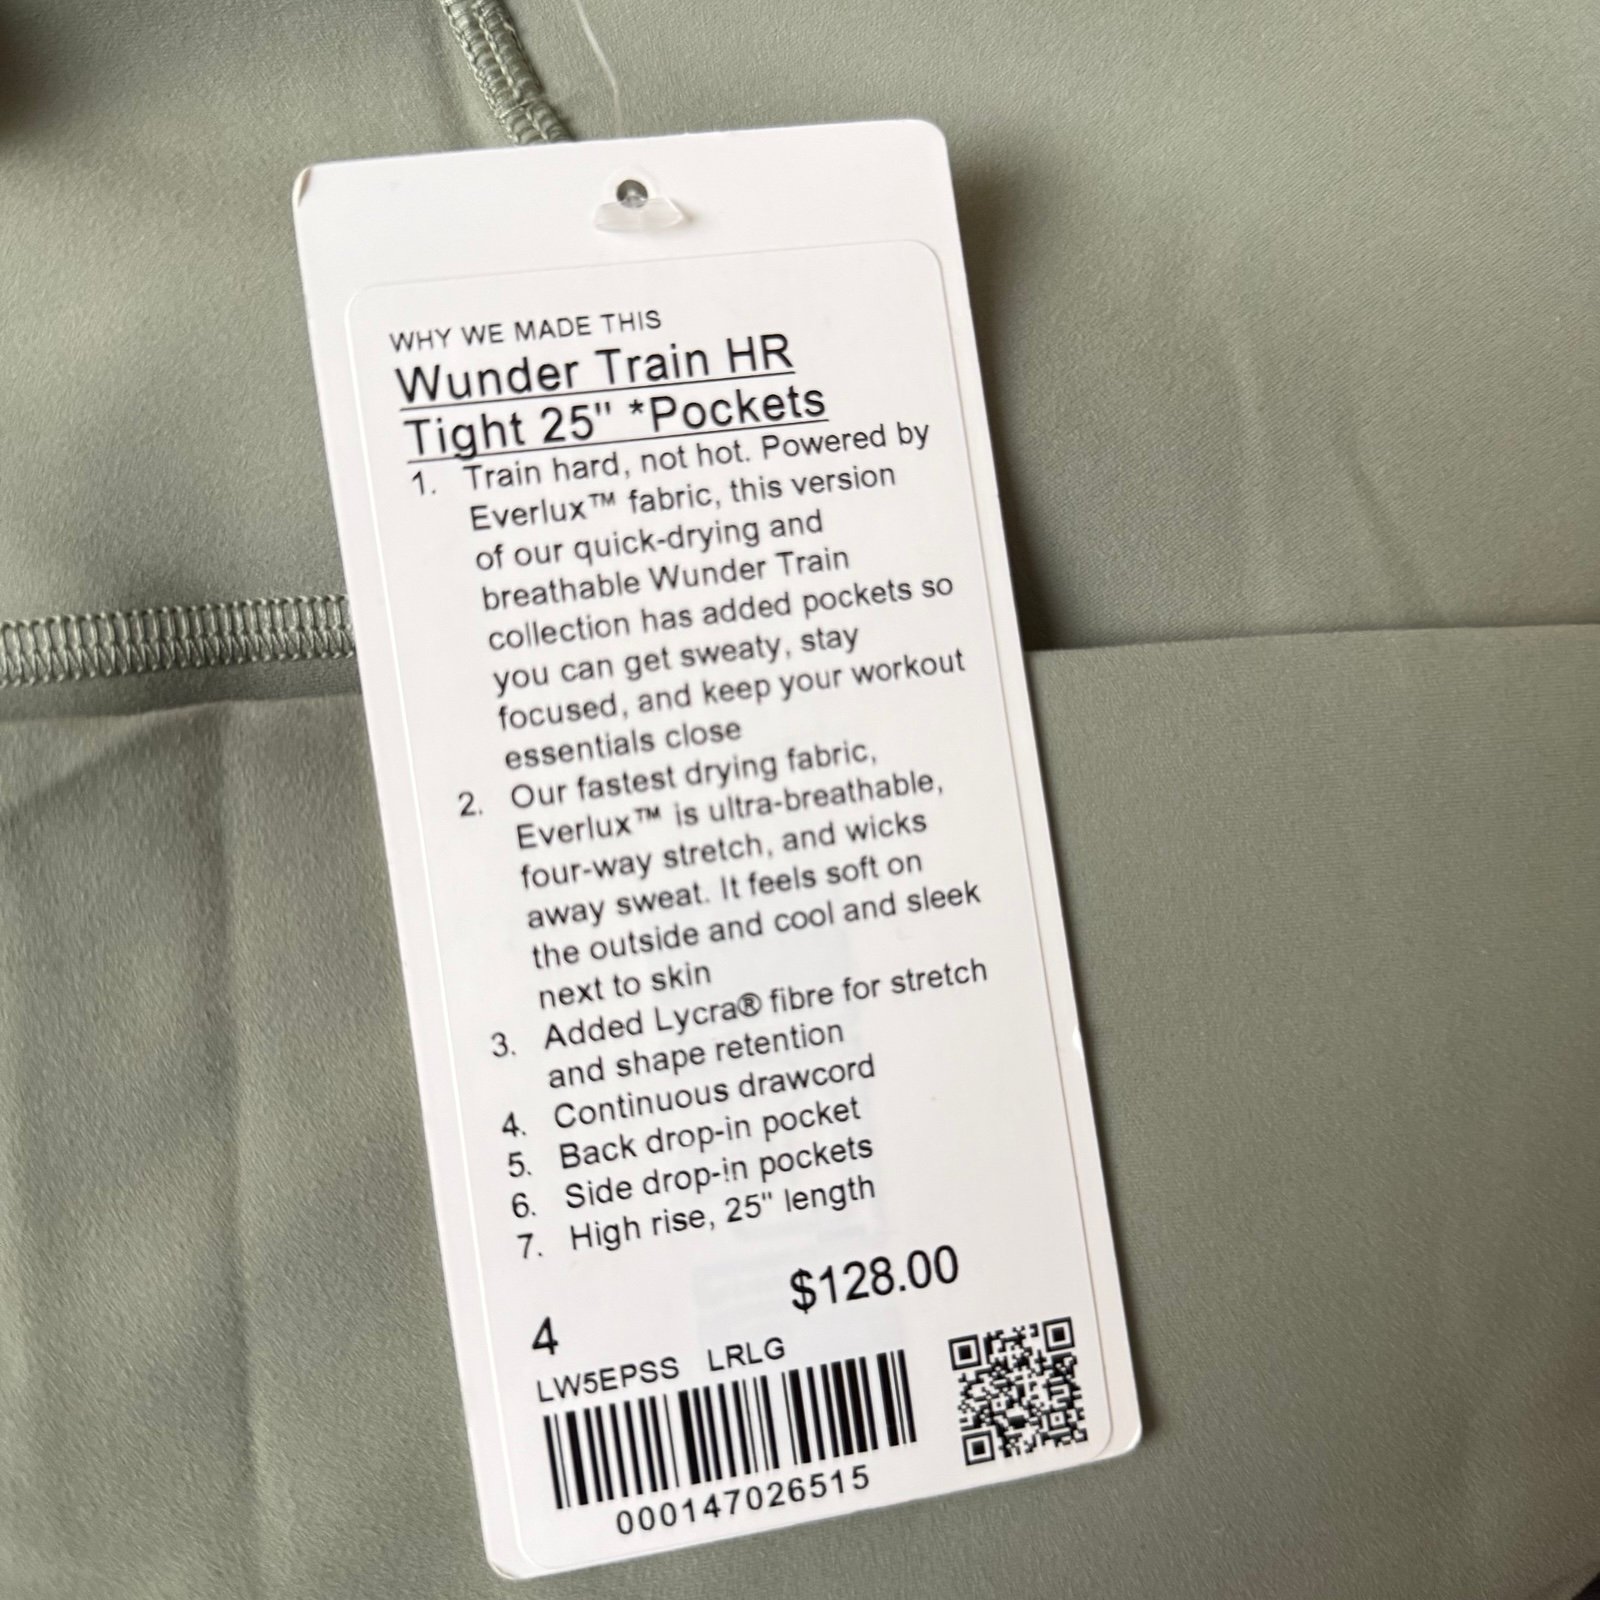 WHY WE MADE THIS
Wunder Train HR
Tight 25" *Pockets
1. Train hard, not hot. Powered by
Everlux™ fabric, this version
of our quick-drying and
breathable Wunder Train
collection has added pockets so
you can get sweaty, stay
focused, and keep your workout
essentials close
2. Our fastest drying fabric,
Everlux™ is ultra-breathable,
four-way stretch, and wicks
away sweat. It feels soft on
the outside and cool and sleek
next to skin
3. Added Lycra® fibre for stretch
and shape retention
4. Continuous drawcord
5. Back drop-in pocket
6. Side drop-in pockets
7. High rise, 25" length
$128.00
4
LW5EPSS LRLG
000147026515